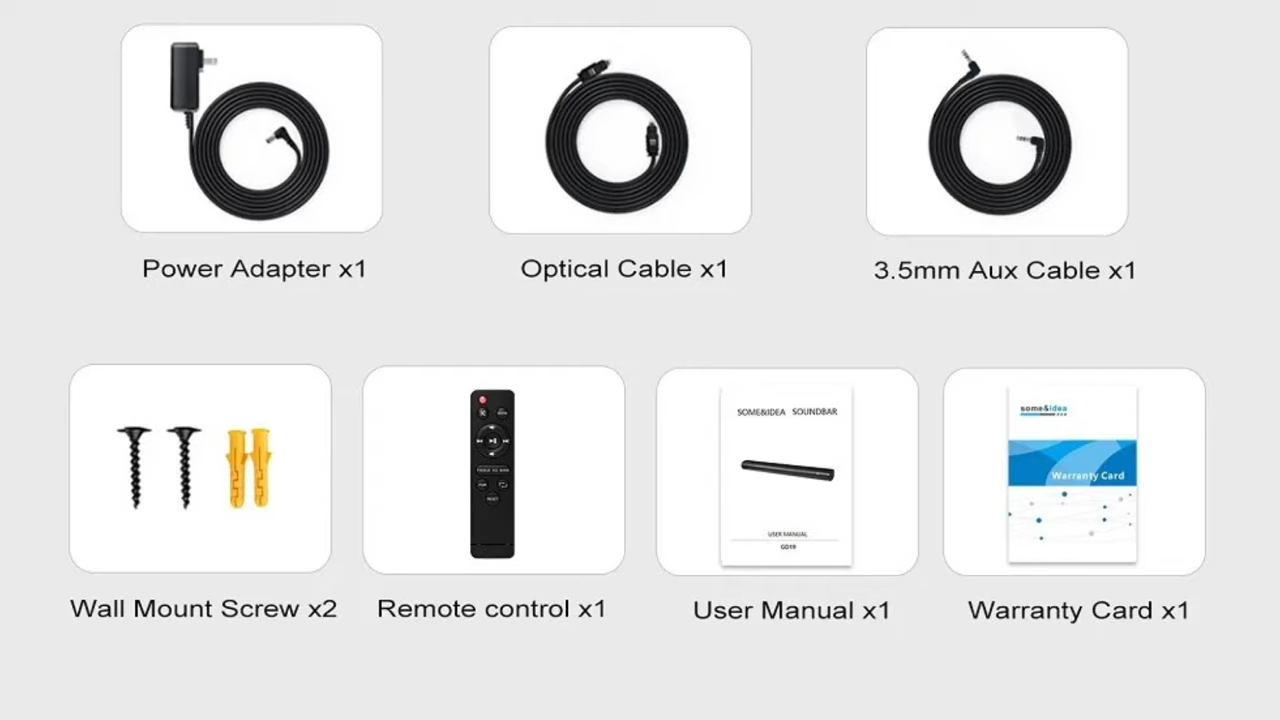 Power Adapter x1
Optical Cable x1
3.5mm Aux Cable x1
SOME&IDEA SOUNDBAR
USER MANUAL
GD19
some&idea
Warranty Card
Wall Mount Screw x2
Remote control x1
User Manual x1
Warranty Card x1